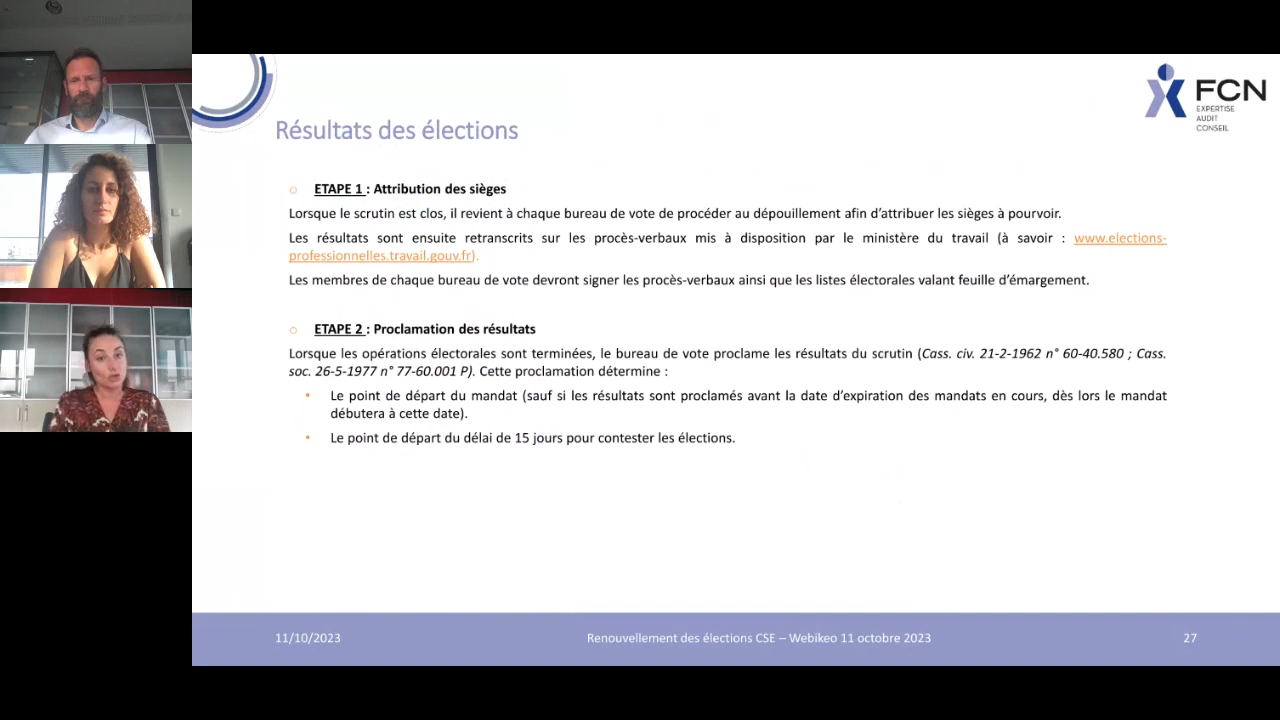 FCN
EXPERTISE
AUDIT
CONSEIL
Résultats des élections
o ETAPE 1 : Attribution des sièges
Lorsque le scrutin est clos, il revient à chaque bureau de vote de procéder au dépouillement afin d'attribuer les sièges à pourvoir.
Les résultats sont ensuite retranscrits sur les procès-verbaux mis à disposition par le ministère du travail (à savoir : www.elections-
professionnelles.travail.gouv.fr).
Les membres de chaque bureau de vote devront signer les procès-verbaux ainsi que les listes électorales valant feuille d'émargement.
o ETAPE 2 : Proclamation des résultats
Lorsque les opérations électorales sont terminées, le bureau de vote proclame les résultats du scrutin (Cass. civ. 21-2-1962 n° 60-40.580 ; Cass.
soc. 26-5-1977 n° 77-60.001 P). Cette proclamation détermine :
• Le point de départ du mandat (sauf si les résultats sont proclamés avant la date d'expiration des mandats en cours, dès lors le mandat
débutera à cette date).
• Le point de départ du délai de 15 jours pour contester les élections.
11/10/2023
Renouvellement des élections CSE – Webikeo 11 octobre 2023
27